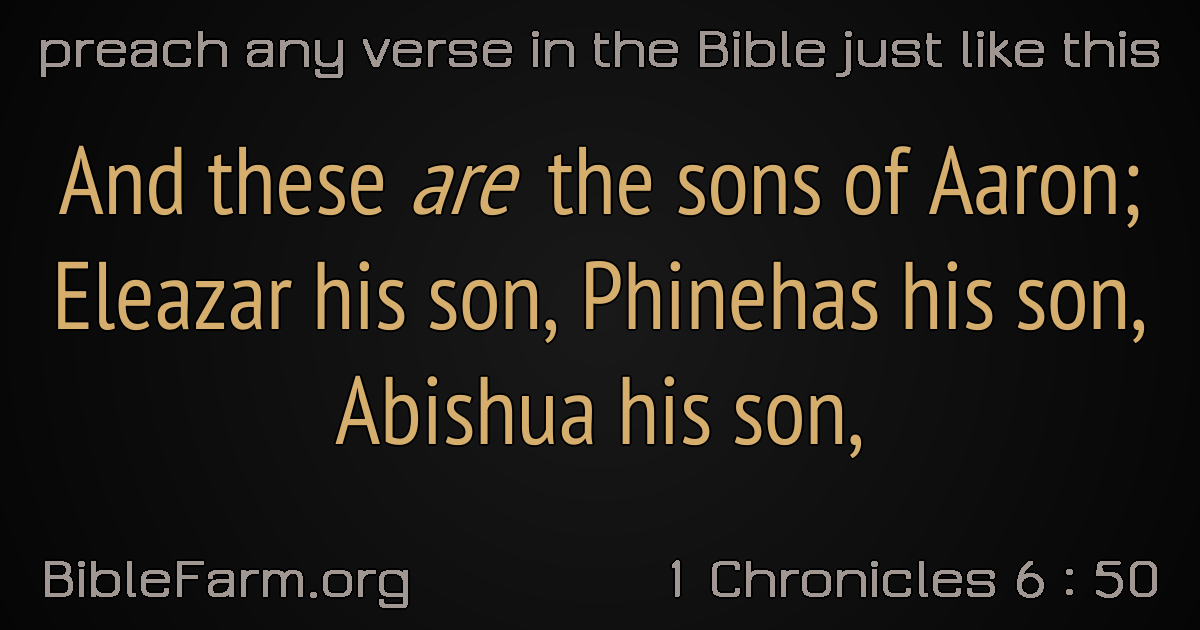 preach any verse in the Bible just like this
And these are the sons of Aaron;
Eleazar his son, Phinehas his son,
Abishua his son,
BibleFarm.org
1 Chronicles 6 : 50